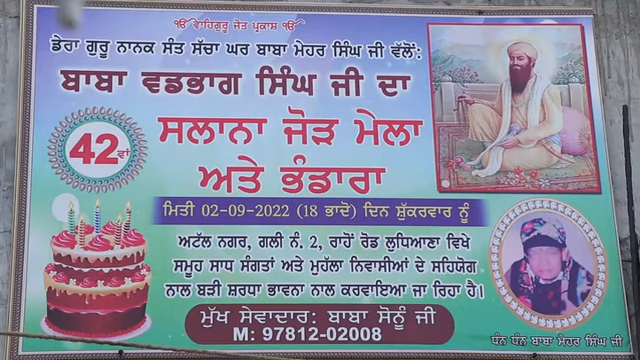 ੴ ਵਾਹਿਗੁਰੂ ਜੋਤ ਪ੍ਰਕਾਸ਼ ੴ
ਡੇਰਾ ਗੁਰੂ ਨਾਨਕ ਸੰਤ ਸੱਚਾ ਘਰ ਬਾਬਾ ਮੇਹਰ ਸਿੰਘ ਜੀ ਵੱਲੋਂ:
ਬਾਬਾ ਵਡਭਾਗ ਸਿੰਘ ਜੀ ਦਾ
42ਵਾਂ
ਸਲਾਨਾ ਜੋੜ ਮੇਲਾ
ਅਤੇ ਭੰਡਾਰਾ
ਮਿਤੀ 02-09-2022 (18 ਭਾਦੋ) ਦਿਨ ਸ਼ੁੱਕਰਵਾਰ ਨੂੰ
ਅਟੱਲ ਨਗਰ, ਗਲੀ ਨੰ. 2, ਰਾਹੋਂ ਰੋਡ ਲੁਧਿਆਣਾ ਵਿਖੇ
ਸਮੂਹ ਸਾਧ ਸੰਗਤਾਂ ਅਤੇ ਮੁਹੱਲਾ ਨਿਵਾਸੀਆਂ ਦੇ ਸਹਿਯੋਗ
ਨਾਲ ਬੜੀ ਸ਼ਰਧਾ ਭਾਵਨਾ ਨਾਲ ਕਰਵਾਇਆ ਜਾ ਰਿਹਾ ਹੈ।
ਮੁੱਖ ਸੇਵਾਦਾਰ: ਬਾਬਾ ਸੋਨੂੰ ਜੀ
M: 97812-02008
ਧੰਨ ਧੰਨ ਬਾਬਾ ਮੇਹਰ ਸਿੰਘ ਜੀ